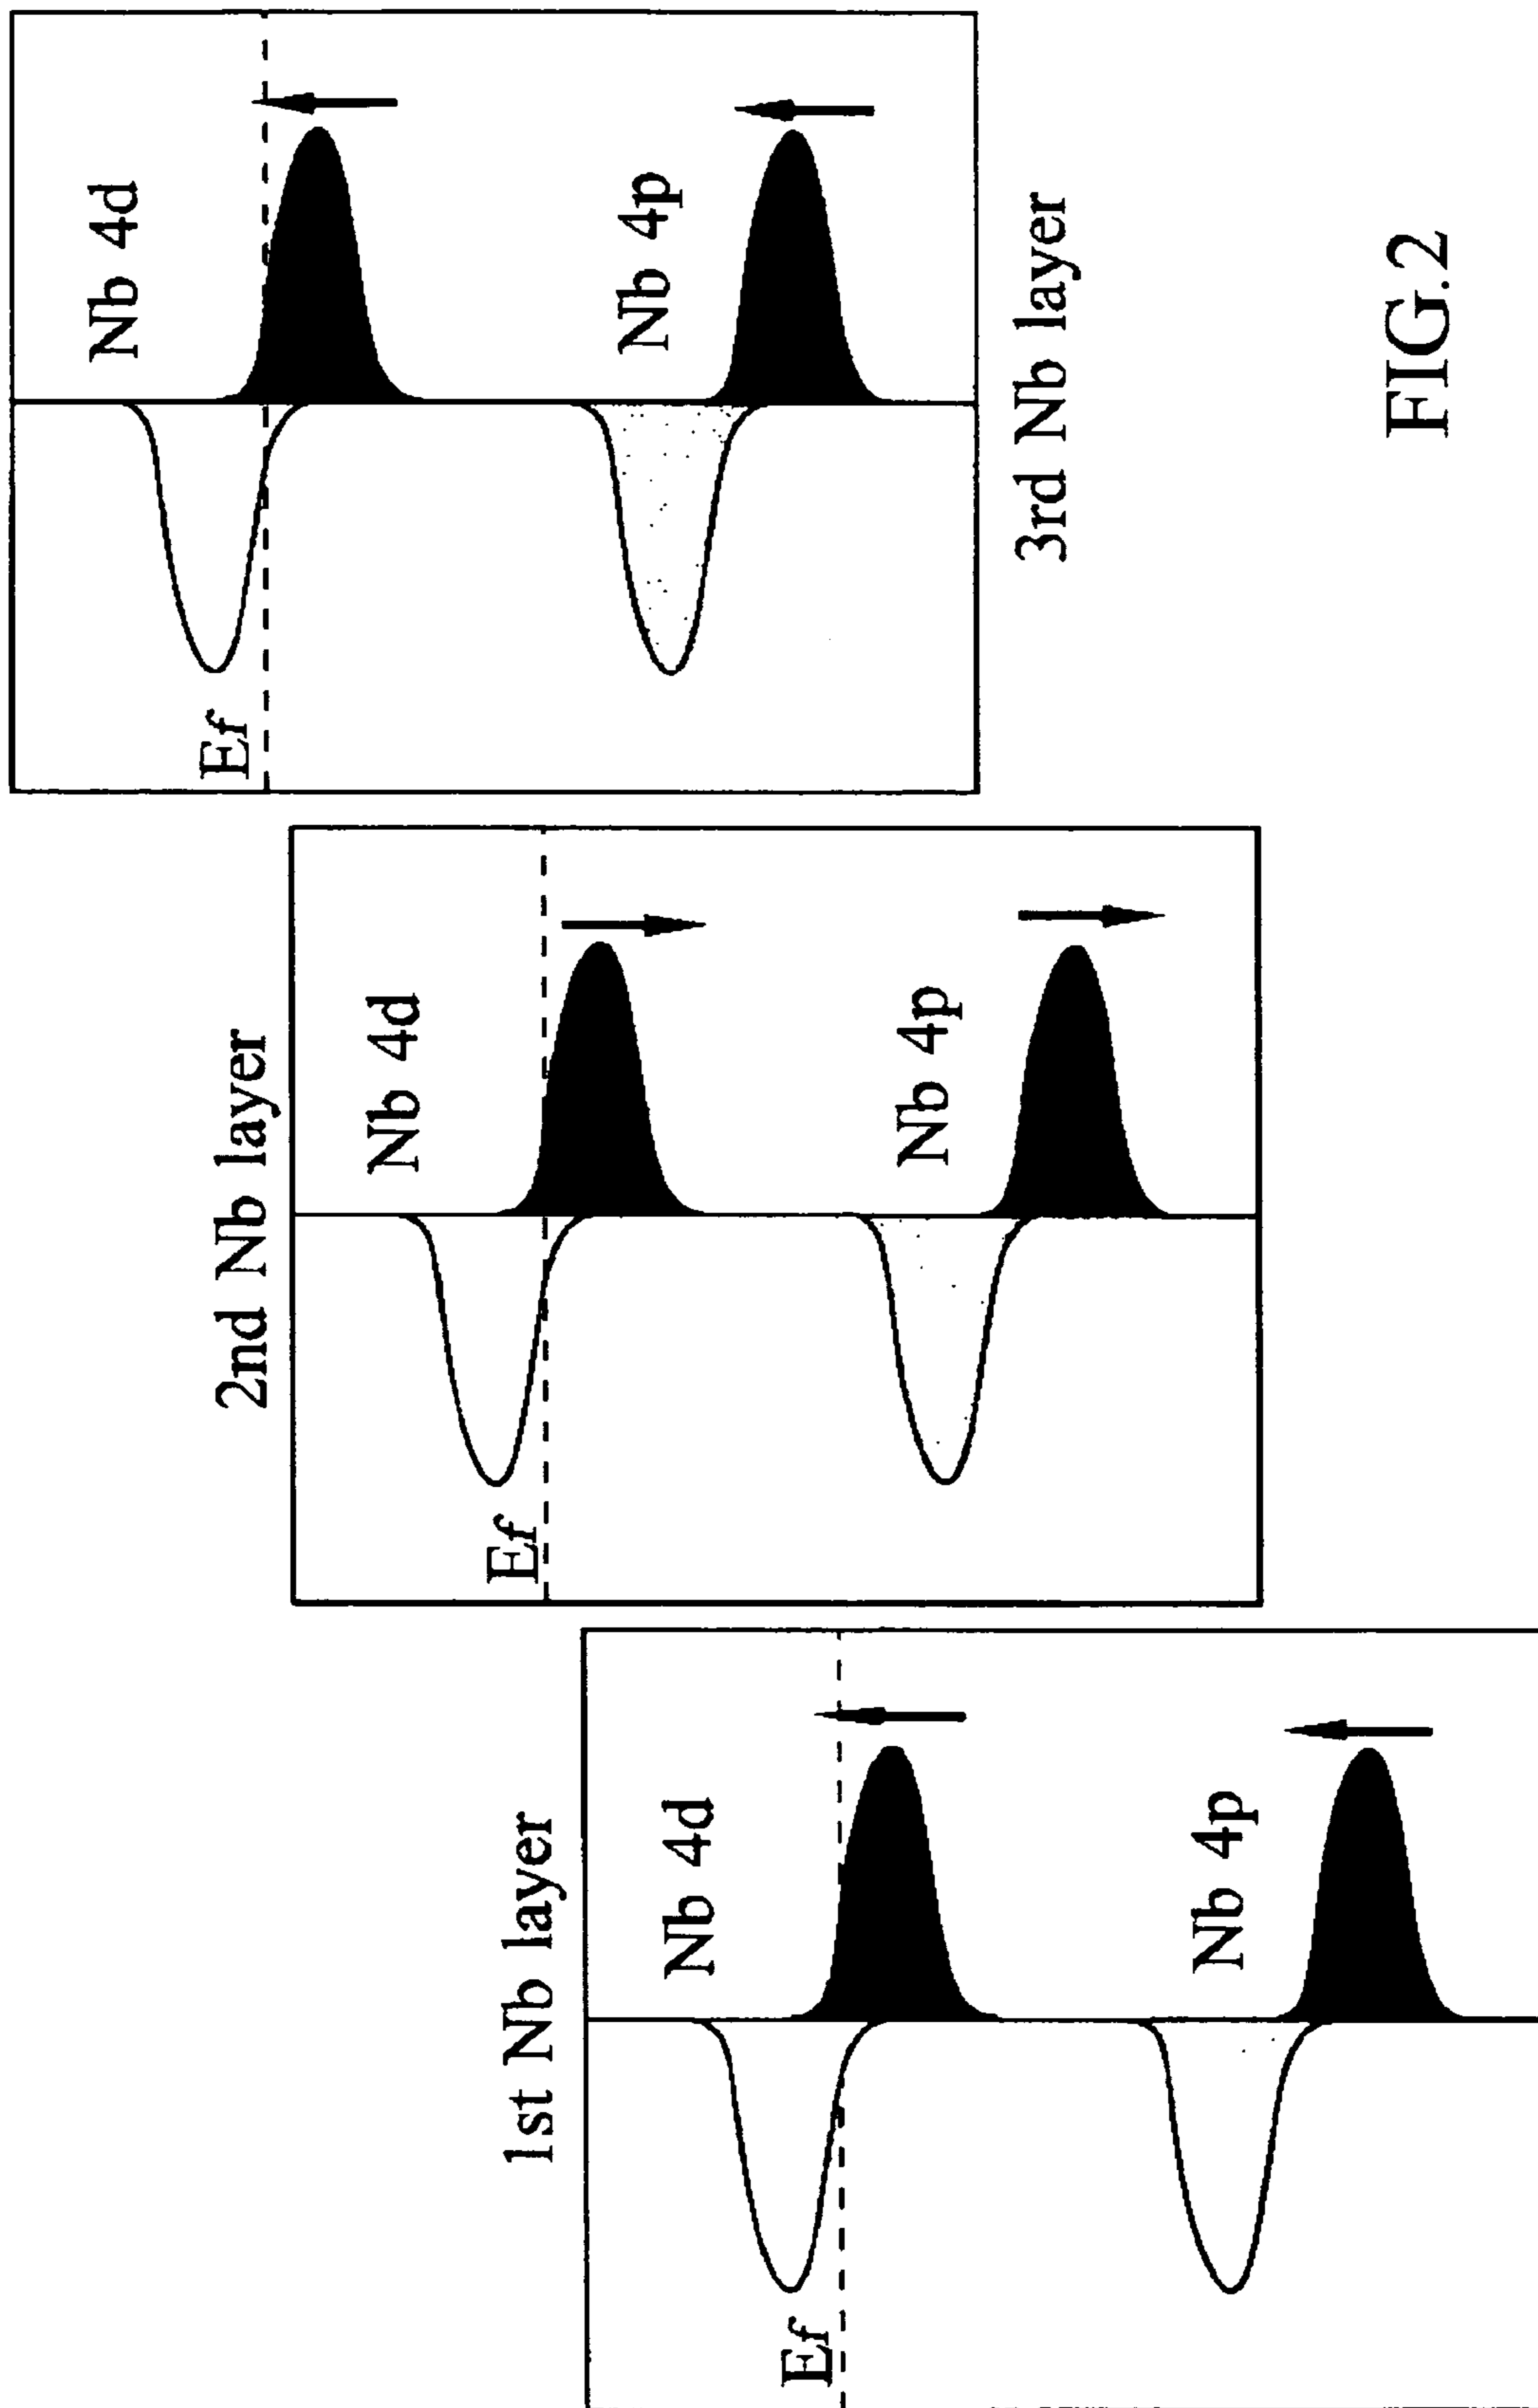 1st Nb layer
Nb 4d
Ef
Nb 4p
2nd Nb layer
Nb 4d
Ef
Nb 4p
Nb 4d
Ef
Nb 4p
3rd Nb layer
FIG.2